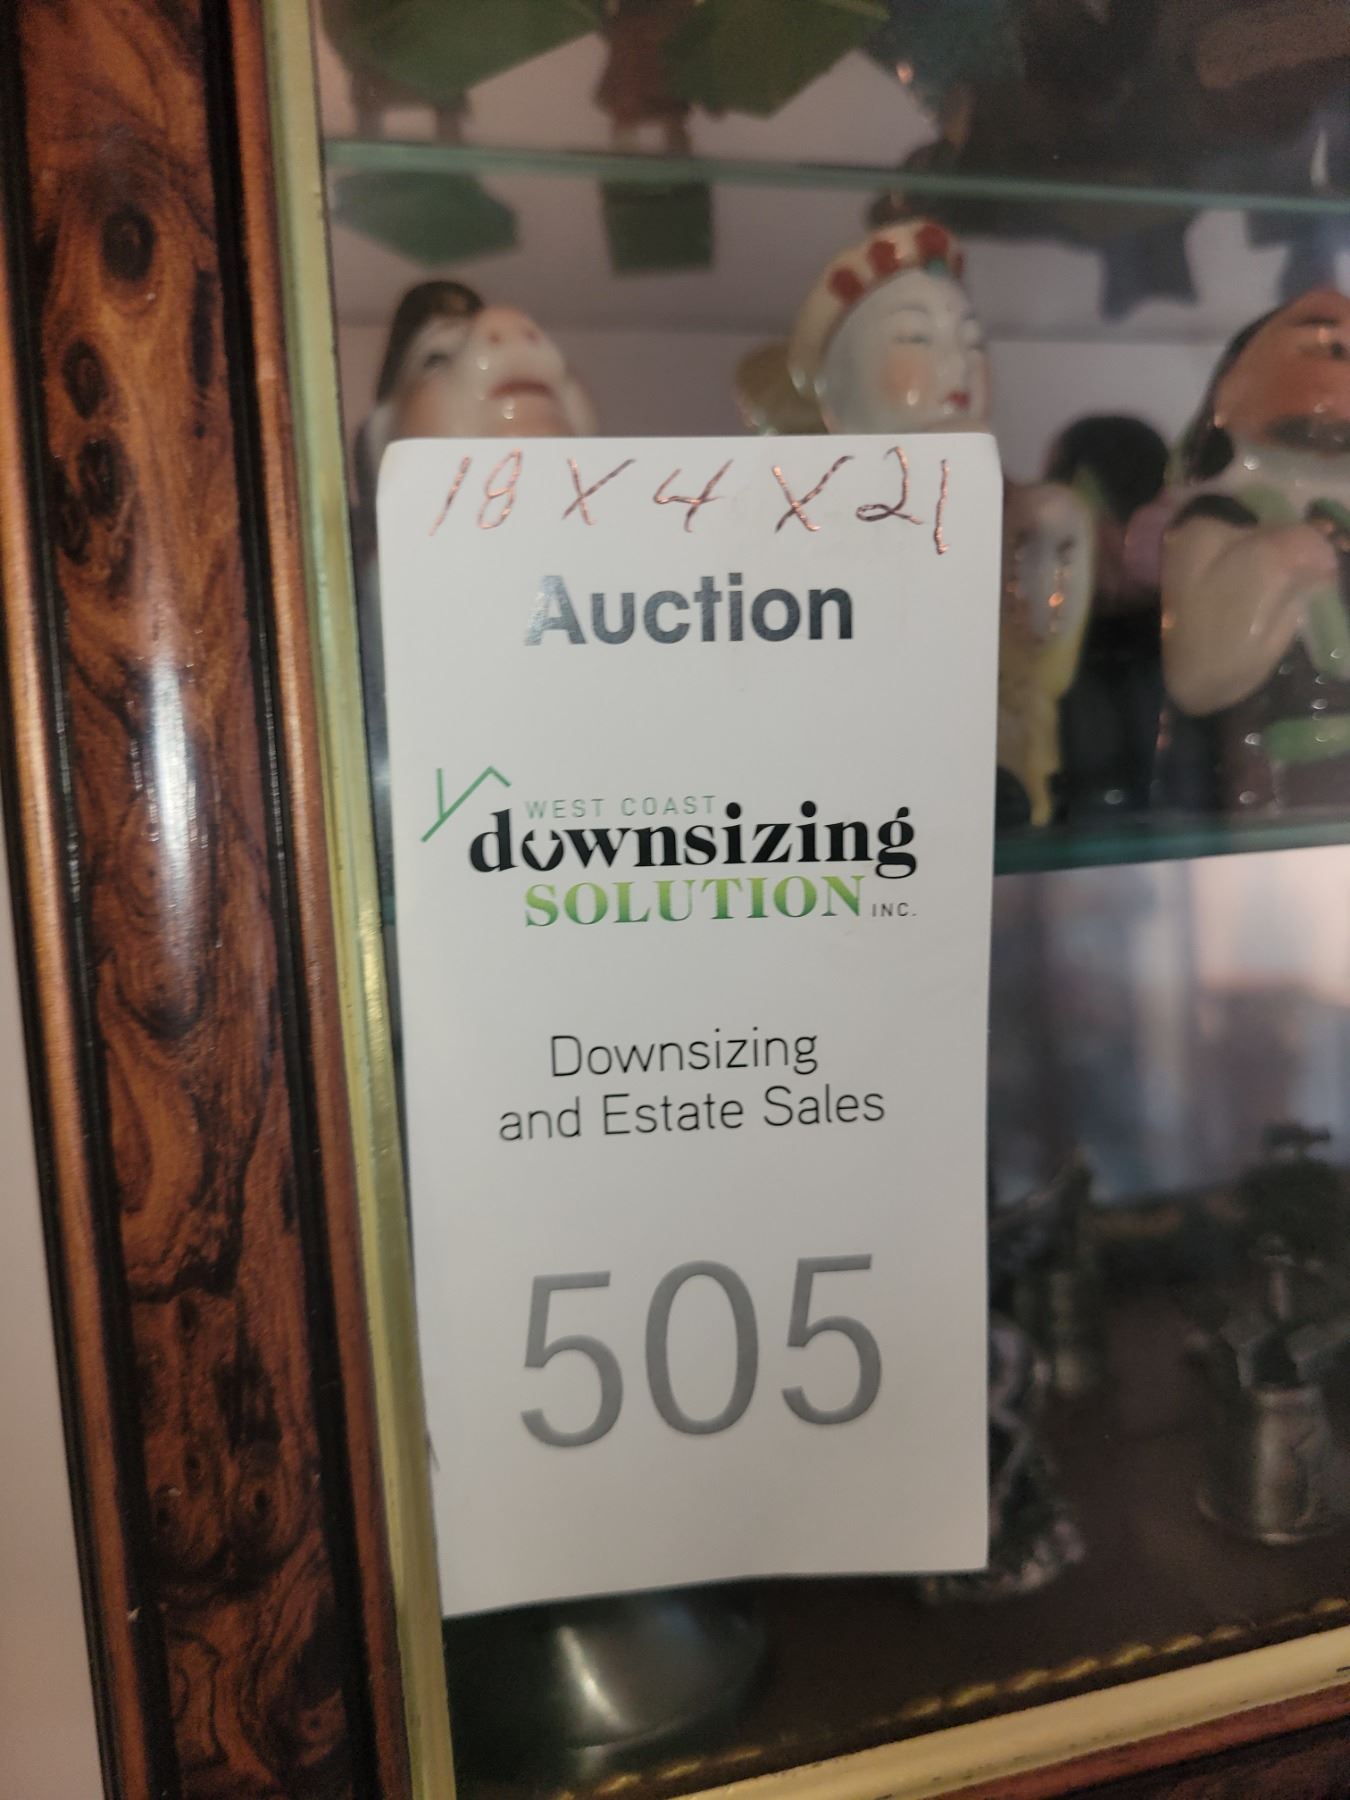 18 X 4 X 21
Auction
WEST COAST
downsizing
SOLUTION INC.
Downsizing
and Estate Sales
505